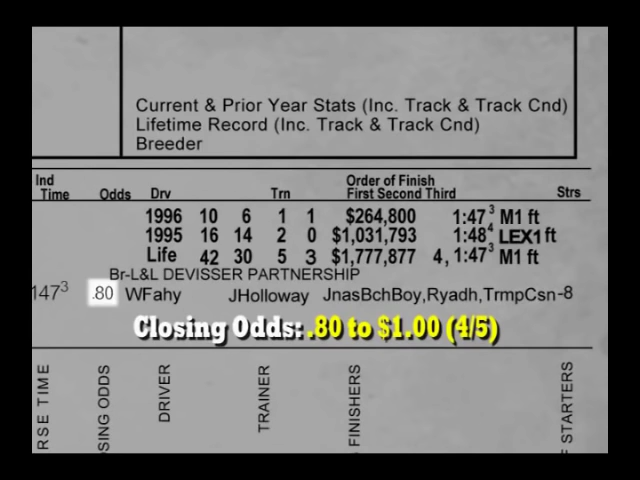 Current & Prior Year Stats (Inc. Track & Track Cnd)
Lifetime Record (Inc. Track & Track Cnd)
Breeder
Ind Time Odds Drv Trn Order of Finish First Second Third Strs
1996 10 6 1 1 $264,800 1:47³ M1 ft
1995 16 14 2 0 $1,031,793 1:48⁴ LEX1 ft
Life 42 30 5 3 $1,777,877 4, 1:47³ M1 ft
Br-L&L DEVISSER PARTNERSHIP
147³ .80 WFahy JHolloway JnasBchBoy,Ryadh,TrmpCsn-8
Closing Odds: .80 to $1.00 (4/5)
RSE TIME
SING ODDS
DRIVER
TRAINER
FINISHERS
STARTERS